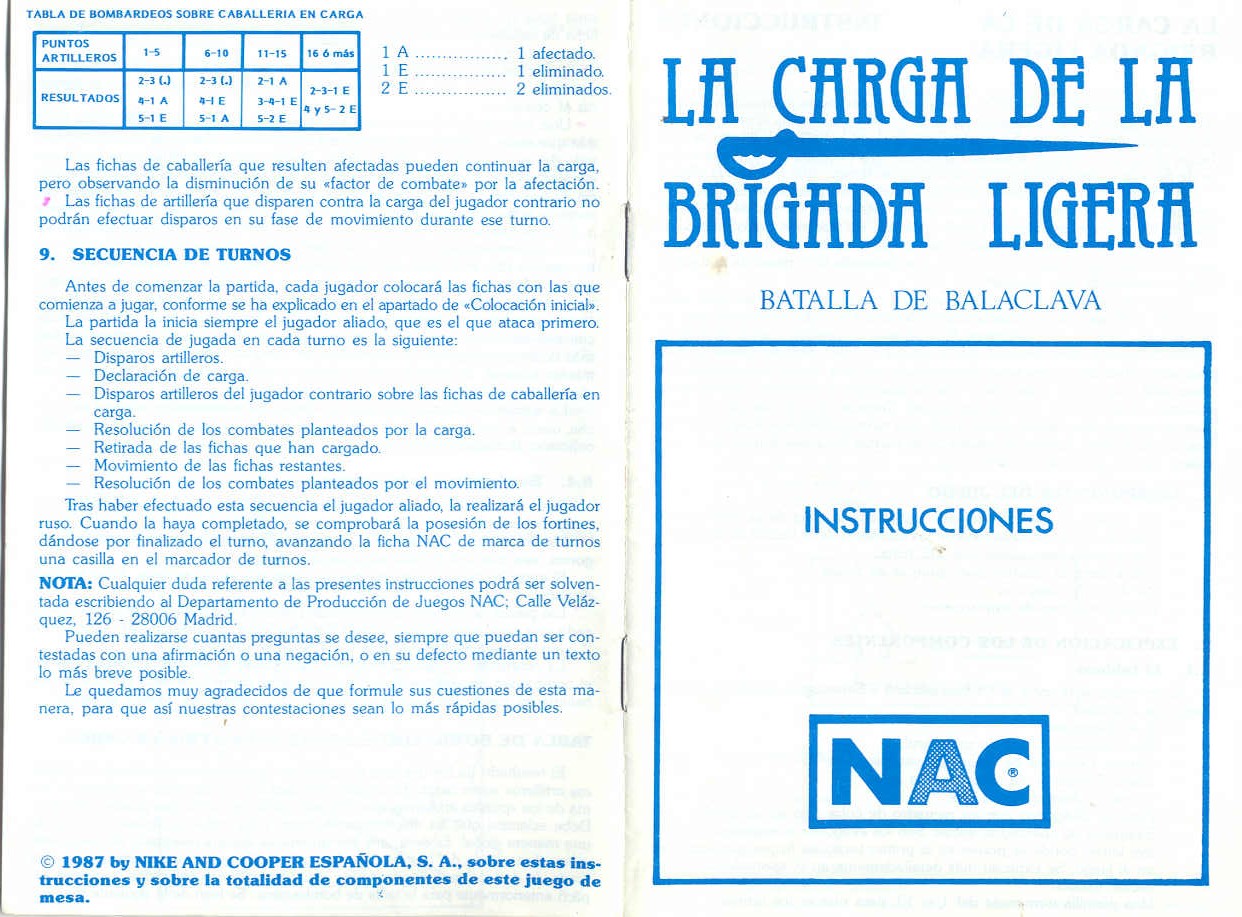 TABLA DE BOMBARDEOS SOBRE CABALLERIA EN CARGA
PUNTOS ARTILLEROS 1-5 6-10 11-15 16 ó más
RESULTADOS 2-3 (.) 2-3 (.) 2-1 A 2-3-1 E
4-1 A 4-1 E 3-4-1 E 4 y 5-2 E
5-1 E 5-1 A 5-2 E
1 A ................ 1 afectado.
1 E ................ 1 eliminado.
2 E ................ 2 eliminados.
Las fichas de caballería que resulten afectadas pueden continuar la carga,
pero observando la disminución de su «factor de combate» por la afectación.
Las fichas de artillería que disparen contra la carga del jugador contrario no
podrán efectuar disparos en su fase de movimiento durante ese turno.
9. SECUENCIA DE TURNOS
Antes de comenzar la partida, cada jugador colocará las fichas con las que
comienza a jugar, conforme se ha explicado en el apartado de «Colocación inicial».
La partida la inicia siempre el jugador aliado, que es el que ataca primero.
La secuencia de jugada en cada turno es la siguiente:
— Disparos artilleros.
— Declaración de carga.
— Disparos artilleros del jugador contrario sobre las fichas de caballería en
carga.
— Resolución de los combates planteados por la carga.
— Retirada de las fichas que han cargado.
— Movimiento de las fichas restantes.
— Resolución de los combates planteados por el movimiento.
Tras haber efectuado esta secuencia el jugador aliado, la realizará el jugador
ruso. Cuando la haya completado, se comprobará la posesión de los fortines,
dándose por finalizado el turno, avanzando la ficha NAC de marca de turnos
una casilla en el marcador de turnos.
NOTA: Cualquier duda referente a las presentes instrucciones podrá ser solven-
tada escribiendo al Departamento de Producción de Juegos NAC; Calle Veláz-
quez, 126 - 28006 Madrid.
Pueden realizarse cuantas preguntas se desee, siempre que puedan ser con-
testadas con una afirmación o una negación, o en su defecto mediante un texto
lo más breve posible.
Le quedamos muy agradecidos de que formule sus cuestiones de esta ma-
nera, para que así nuestras contestaciones sean lo más rápidas posibles.
© 1987 by NIKE AND COOPER ESPAÑOLA, S. A., sobre estas ins-
trucciones y sobre la totalidad de componentes de este juego de
mesa.
LA CARGA DE LA
BRIGADA LIGERA
BATALLA DE BALACLAVA
INSTRUCCIONES
NAC®